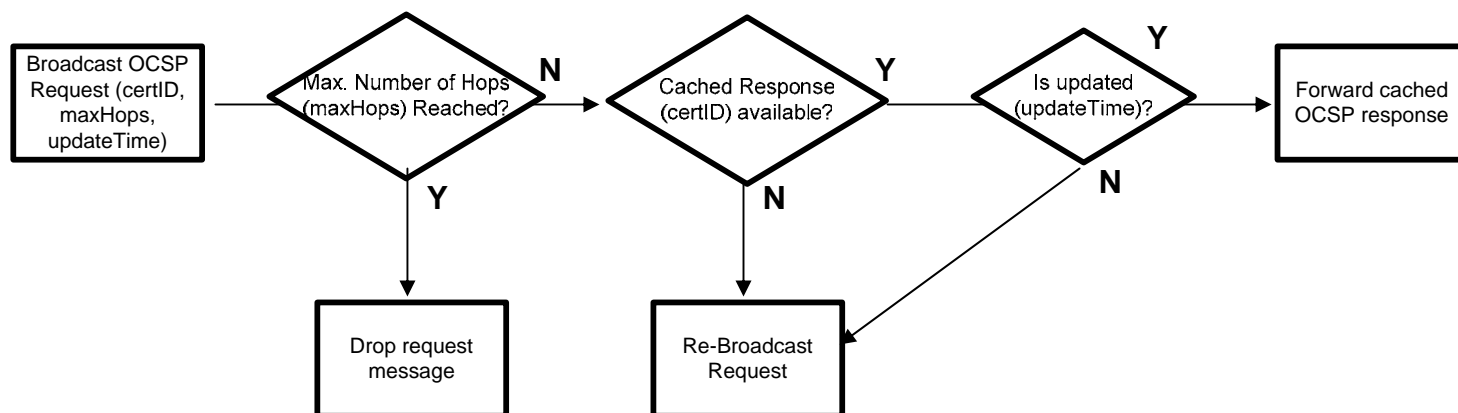 Broadcast OCSP
Request (certID,
maxHops,
updateTime)
Max. Number of Hops
(maxHops) Reached?
N
Y
Cached Response
(certID) available?
Y
N
Is updated
(updateTime)?
Y
N
Forward cached
OCSP response
Drop request
message
Re-Broadcast
Request